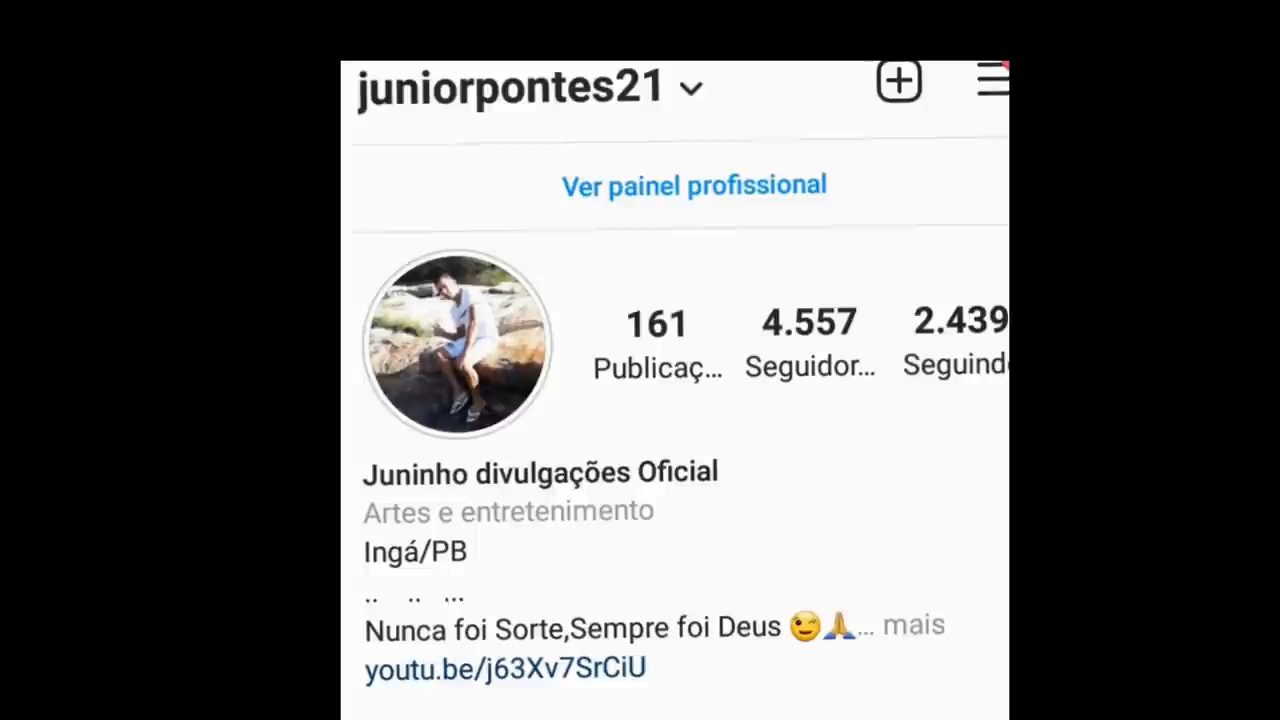 juniorpontes21
Ver painel profissional
161 4.557 2.439
Publicaç... Seguidor... Seguind
Juninho divulgações Oficial
Artes e entretenimento
Ingá/PB
.. .. ...
Nunca foi Sorte,Sempre foi Deus 😉🙏... mais
youtu.be/j63Xv7SrCiU